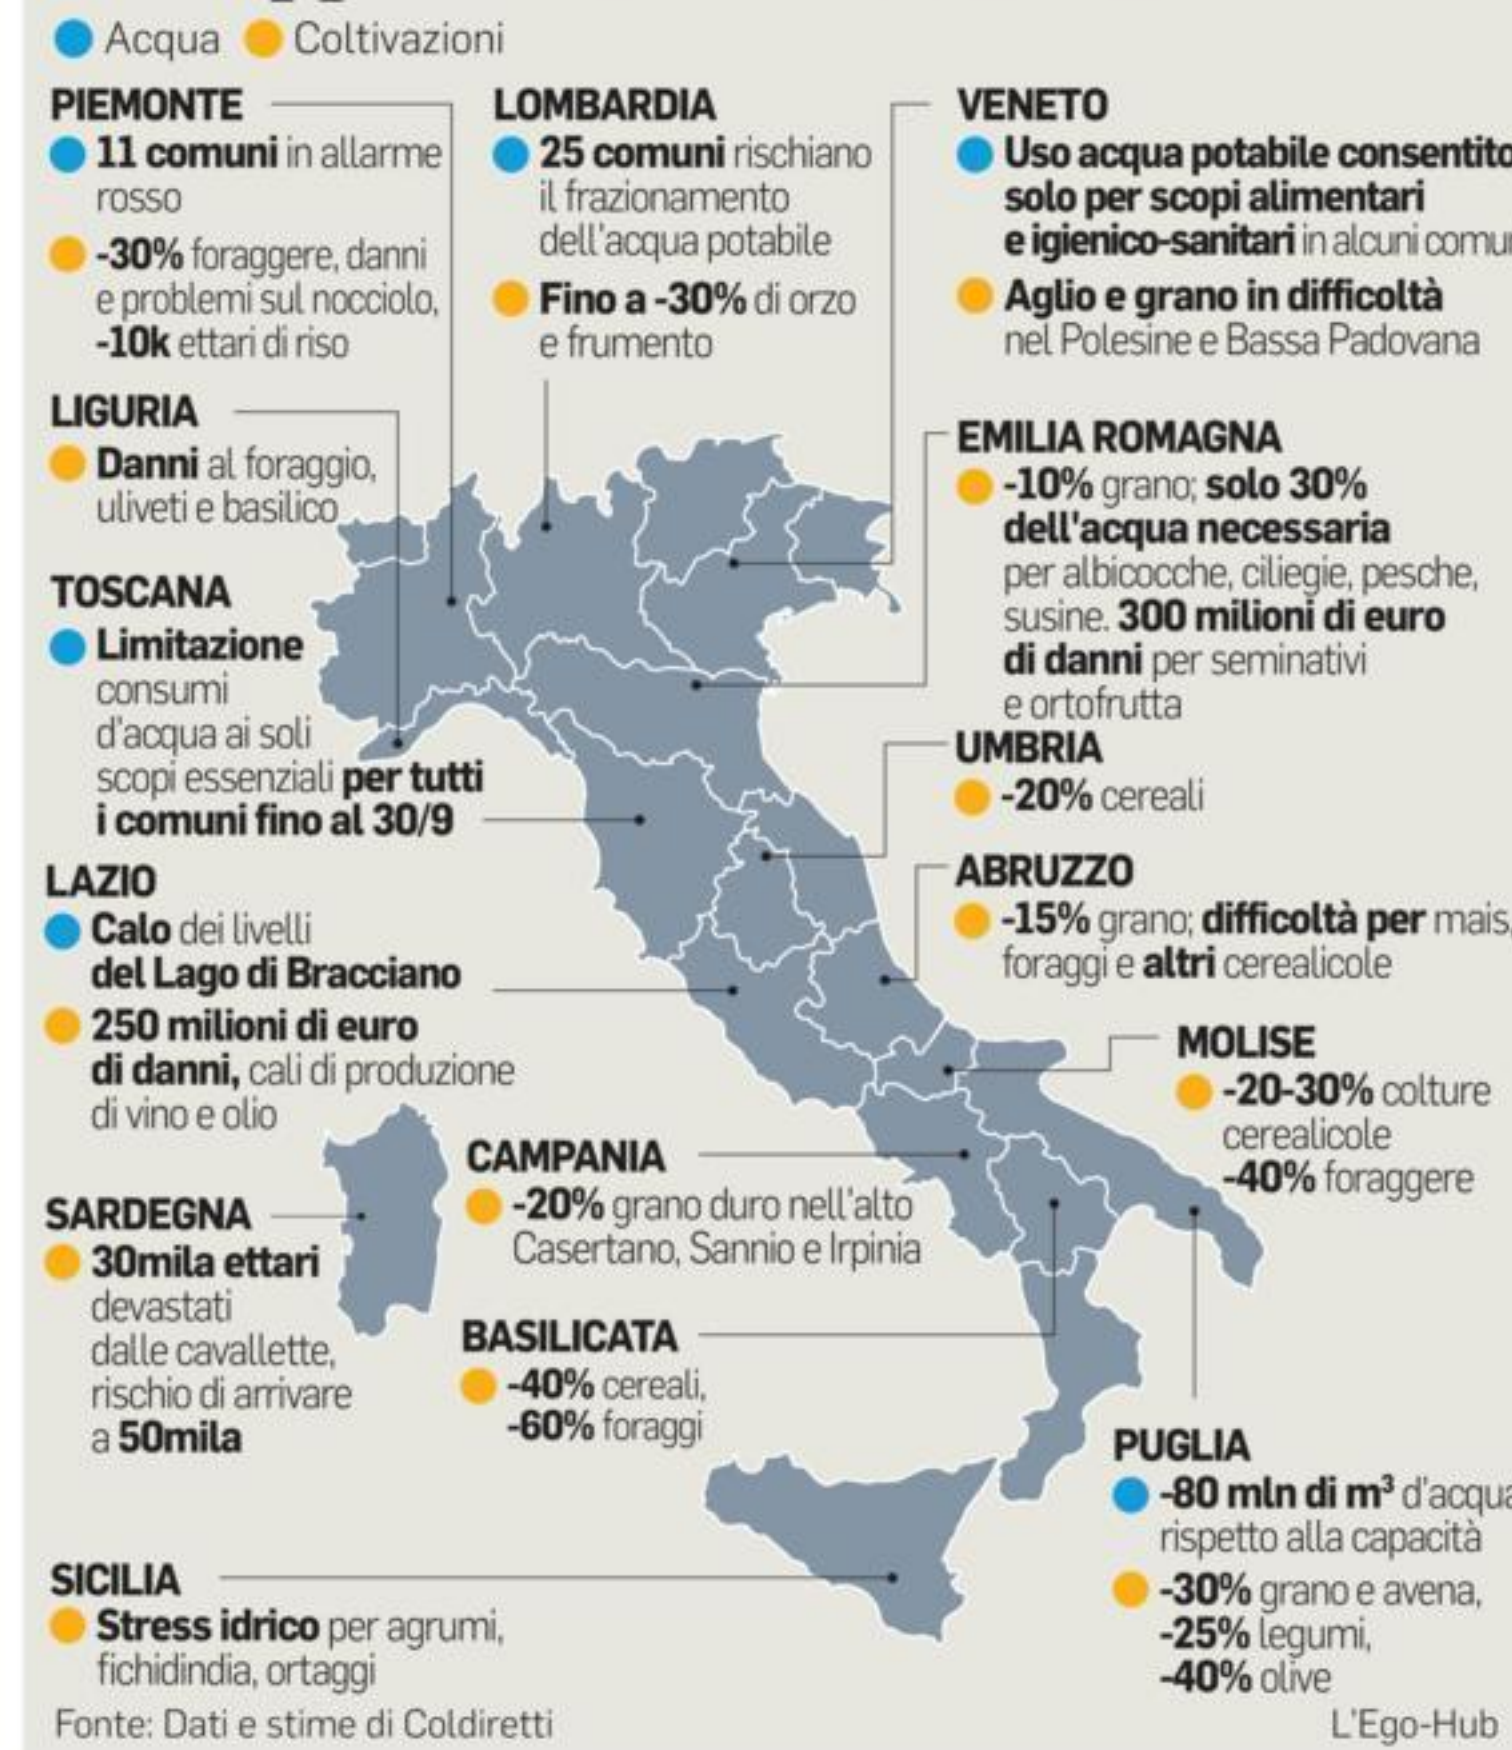 Acqua Coltivazioni
PIEMONTE
11 comuni in allarme
rosso
-30% foraggere, danni
e problemi sul nocciolo,
-10k ettari di riso
LOMBARDIA
25 comuni rischiano
il frazionamento
dell'acqua potabile
Fino a -30% di orzo
e frumento
VENETO
Uso acqua potabile consentito
solo per scopi alimentari
e igienico-sanitari in alcuni
Aglio e grano in difficoltà
nel Polesine e Bassa Padovana
LIGURIA
Danni al foraggio,
uliveti e basilico
EMILIA ROMAGNA
-10% grano; solo 30%
dell'acqua necessaria
per albicocche, ciliegie, pesche,
susine. 300 milioni di euro
di danni per seminativi
e ortofrutta
TOSCANA
Limitazione
consumi
d'acqua ai soli
scopi essenziali per tutti
i comuni fino al 30/9
UMBRIA
-20% cereali
LAZIO
Calo dei livelli
del Lago di Bracciano
250 milioni di euro
di danni, cali di produzione
di vino e olio
ABRUZZO
-15% grano; difficoltà per mais,
foraggi e altri cerealicole
MOLISE
-20-30% colture
cerealicole
-40% foraggere
CAMPANIA
-20% grano duro nell'alto
Casertano, Sannio e Irpinia
SARDEGNA
30mila ettari
devastati
dalle cavallette,
rischio di arrivare
a 50mila
BASILICATA
-40% cereali,
-60% foraggi
PUGLIA
-80 mln di m³ d'acqua
rispetto alla capacità
-30% grano e avena,
-25% legumi,
-40% olive
SICILIA
Stress idrico per agrumi,
fichidindia, ortaggi
Fonte: Dati e stime di Coldiretti
L'Ego-Hub